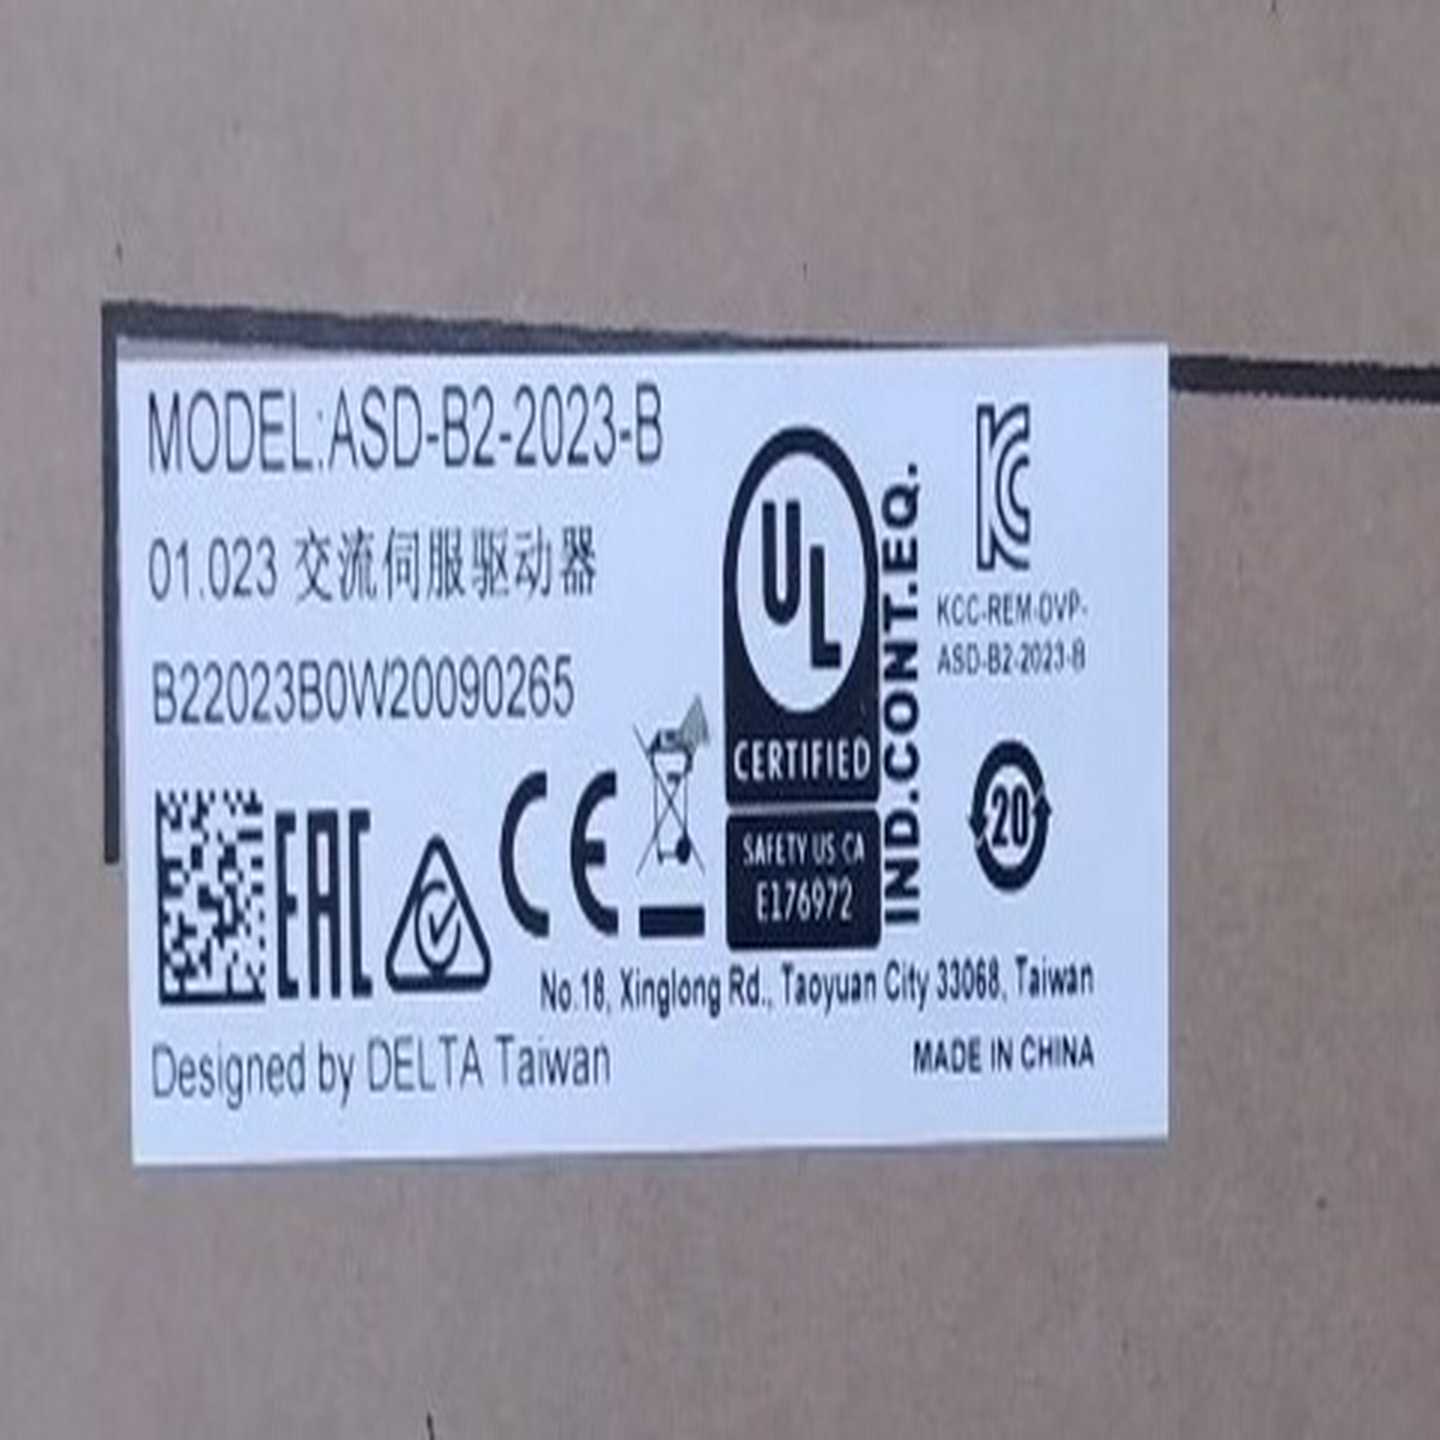 MODEL:ASD-B2-2023-B
01.023 交流伺服驱动器
B22023B0W20090265
EAC
CE
UL
CERTIFIED
SAFETY US CA
E176972
IND.CONT.EQ.
KC
KCC-REM-DVP-
ASD-B2-2023-B
20
No.18, Xinglong Rd., Taoyuan City 33068, Taiwan
Designed by DELTA Taiwan
MADE IN CHINA